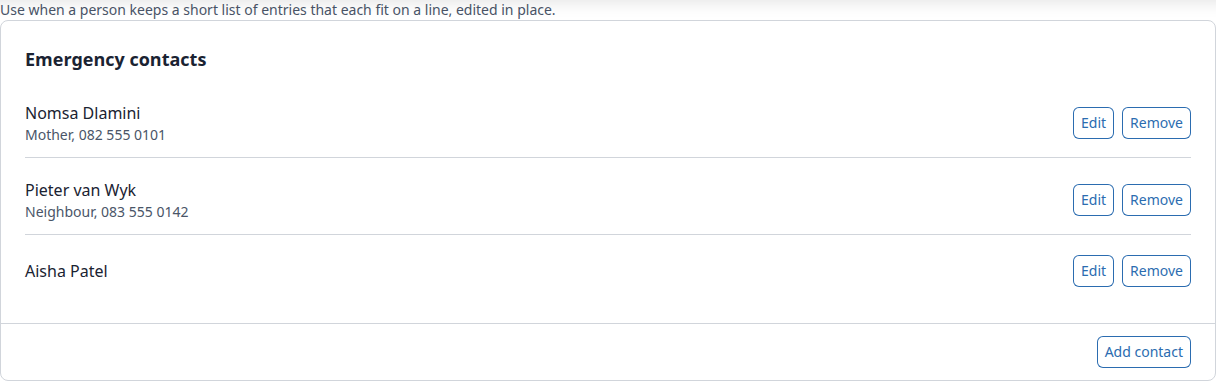 Use when a person keeps a short list of entries that each fit on a line, edited in place.
Emergency contacts
Nomsa Dlamini
Mother, 082 555 0101
Edit
Remove
Pieter van Wyk
Neighbour, 083 555 0142
Edit
Remove
Aisha Patel
Edit
Remove
Add contact